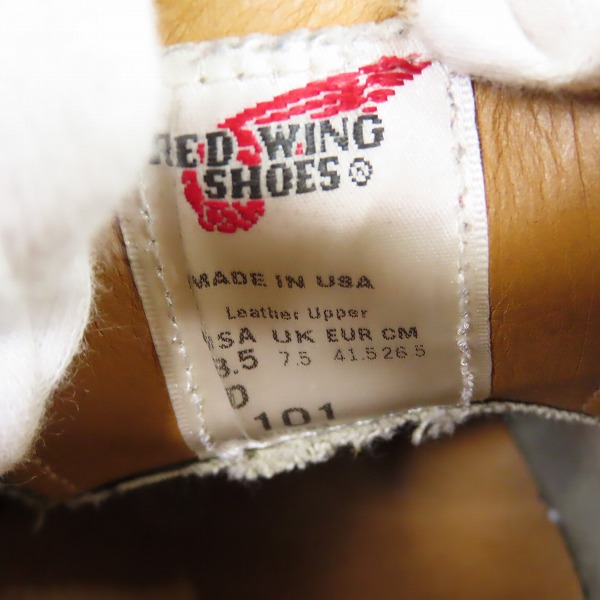 RED WING
SHOES®
MADE IN USA
Leather Upper
USA UK EUR CM
8.5 7.5 41.5 26.5
D
101